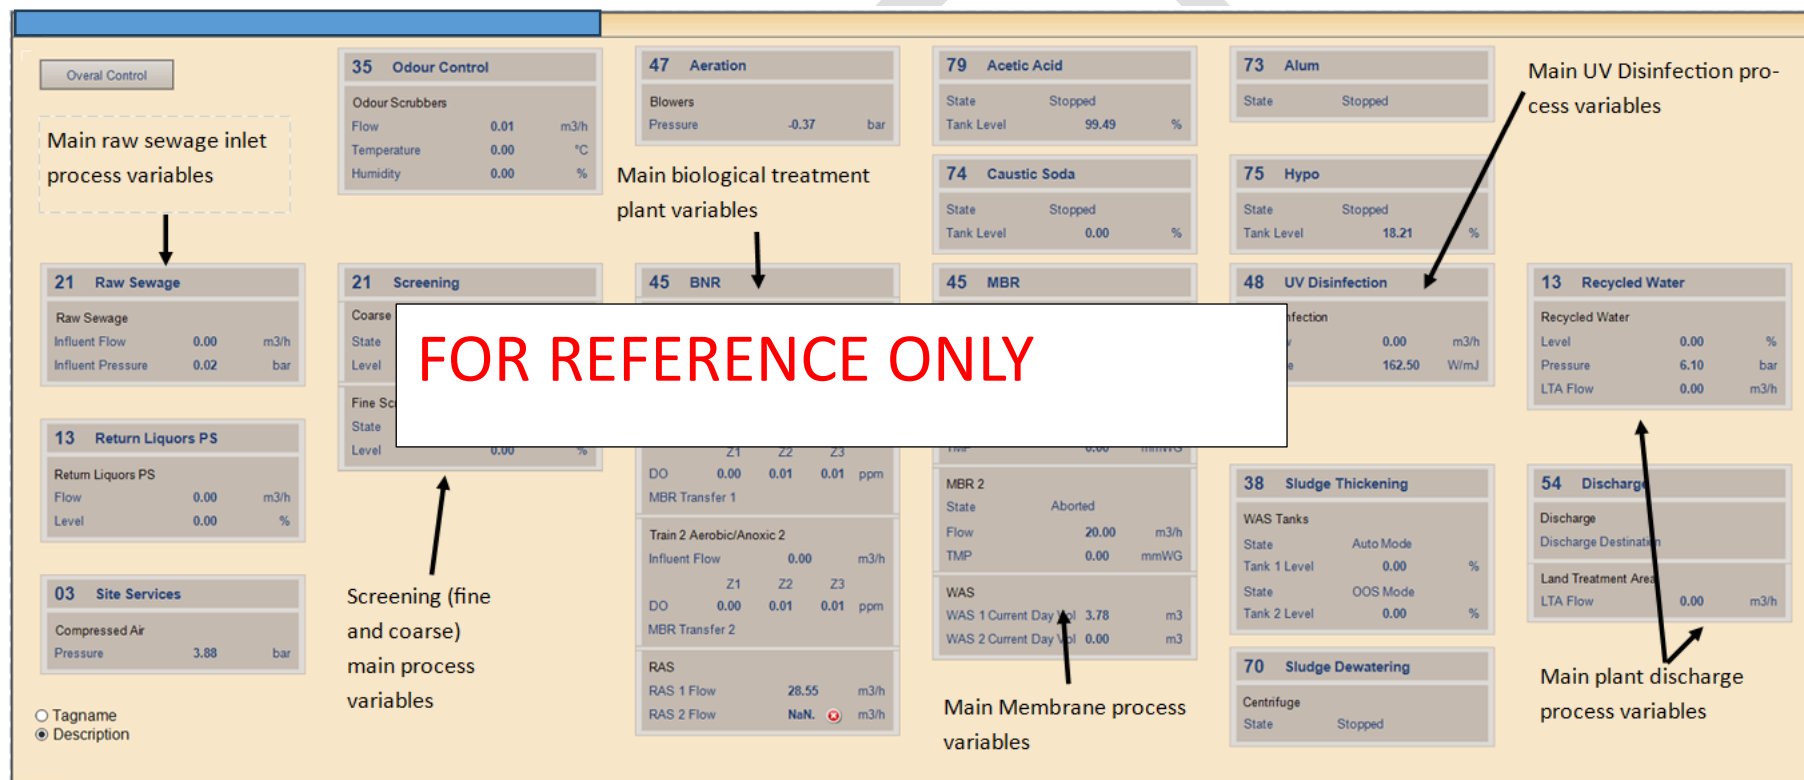 Overal Control
Main raw sewage inlet
process variables
21 Raw Sewage
Raw Sewage
Influent Flow 0.00 m3/h
Influent Pressure 0.02 bar
13 Return Liquors PS
Return Liquors PS
Flow 0.00 m3/h
Level 0.00 %
03 Site Services
Compressed Air
Pressure 3.88 bar
Tagname
Description
35 Odour Control
Odour Scrubbers
Flow 0.01 m3/h
Temperature 0.00 °C
Humidity 0.00 %
21 Screening
Coarse
State
Level
Fine
State
Level 0.00 %
Screening (fine
and coarse)
main process
variables
47 Aeration
Blowers
Pressure -0.37 bar
Main biological treatment
plant variables
45 BNR
FOR REFERENCE ONLY
Z1 Z2 Z3
DO 0.00 0.01 0.01 ppm
MBR Transfer 1
Train 2 Aerobic/Anoxic 2
Influent Flow 0.00 m3/h
Z1 Z2 Z3
DO 0.00 0.01 0.01 ppm
MBR Transfer 2
RAS
RAS 1 Flow 28.55 m3/h
RAS 2 Flow NaN. m3/h
79 Acetic Acid
State Stopped
Tank Level 99.49 %
74 Caustic Soda
State Stopped
Tank Level 0.00 %
45 MBR
TMP 0.00 mmWG
MBR 2
State Aborted
Flow 20.00 m3/h
TMP 0.00 mmWG
WAS
WAS 1 Current Day Vol 3.78 m3
WAS 2 Current Day Vol 0.00 m3
Main Membrane process
variables
73 Alum
State Stopped
75 Hypo
State Stopped
Tank Level 18.21 %
48 UV Disinfection
nfection
0.00 m3/h
162.50 W/mJ
38 Sludge Thickening
WAS Tanks
State Auto Mode
Tank 1 Level 0.00 %
State OOS Mode
Tank 2 Level 0.00 %
70 Sludge Dewatering
Centrifuge
State Stopped
Main UV Disinfection pro-
cess variables
13 Recycled Water
Recycled Water
Level 0.00 %
Pressure 6.10 bar
LTA Flow 0.00 m3/h
54 Discharge
Discharge
Discharge Destination
Land Treatment Area
LTA Flow 0.00 m3/h
Main plant discharge
process variables